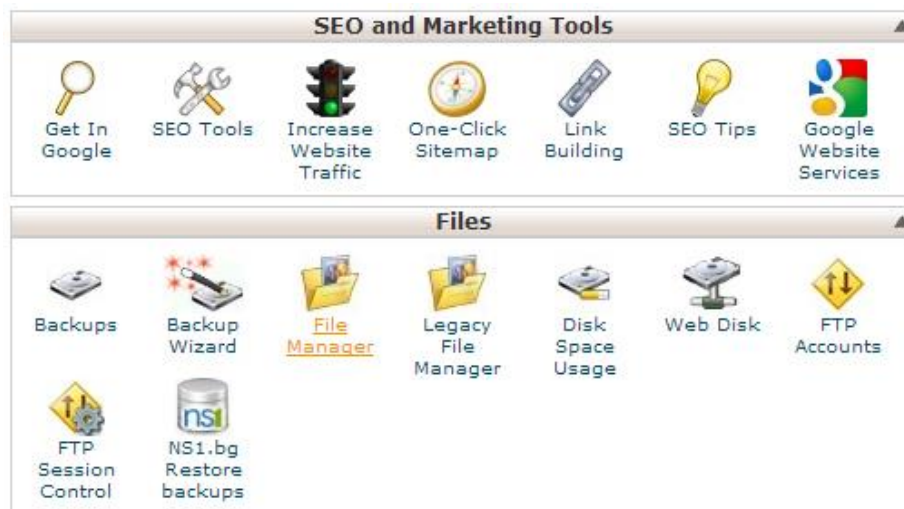 SEO and Marketing Tools
Get In
Google
SEO Tools
Increase
Website
Traffic
One-Click
Sitemap
Link
Building
SEO Tips
Google
Website
Services
Files
Backups
Backup
Wizard
File
Manager
Legacy
File
Manager
Disk
Space
Usage
Web Disk
FTP
Accounts
FTP
Session
Control
ns1
NS1.bg
Restore
backups